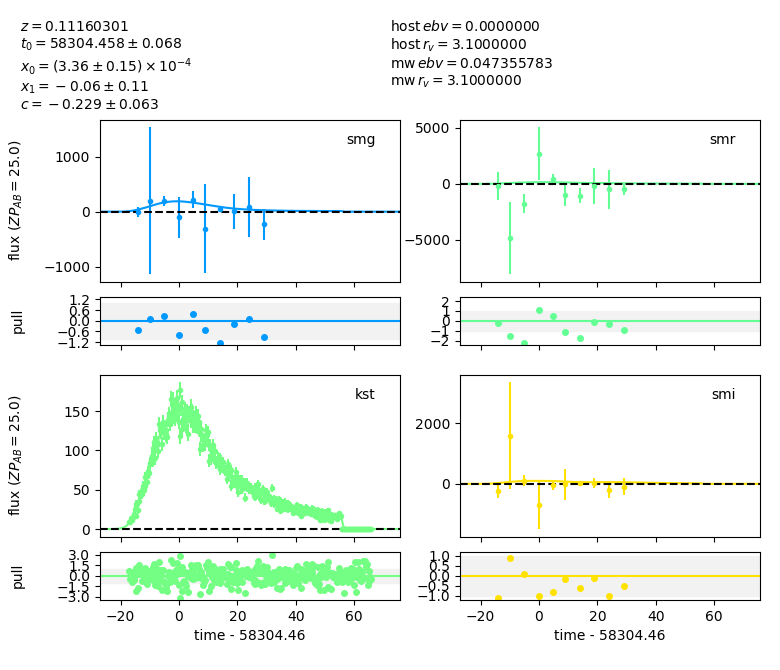 z = 0.11160301
t₀ = 58304.458 ± 0.068
x₀ = (3.36 ± 0.15) × 10⁻⁴
x₁ = −0.06 ± 0.11
c = −0.229 ± 0.063
host ebv = 0.0000000
host r_v = 3.1000000
mw ebv = 0.047355783
mw r_v = 3.1000000
flux (ZP_AB = 25.0)
1000
0
−1000
smg
5000
0
−5000
smr
pull
1.2
0.6
0.0
−0.6
−1.2
2
1
0
−1
−2
flux (ZP_AB = 25.0)
150
100
50
0
kst
2000
0
smi
pull
3.0
1.5
0.0
−1.5
−3.0
1.0
0.5
0.0
−0.5
−1.0
−20 0 20 40 60
time - 58304.46
−20 0 20 40 60
time - 58304.46